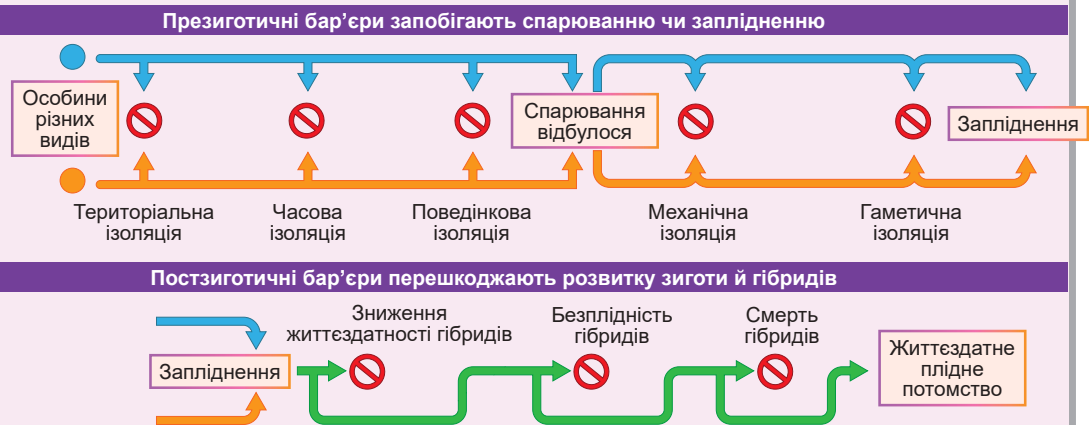 Презиготичні бар’єри запобігають спарюванню чи заплідненню
Особини
різних
видів
Спарювання
відбулося
Запліднення
Територіальна
ізоляція
Часова
ізоляція
Поведінкова
ізоляція
Механічна
ізоляція
Гаметична
ізоляція
Постзиготичні бар’єри перешкоджають розвитку зиготи й гібридів
Запліднення
Зниження
життєздатності гібридів
Безплідність
гібридів
Смерть
гібридів
Життєздатне
плідне
потомство